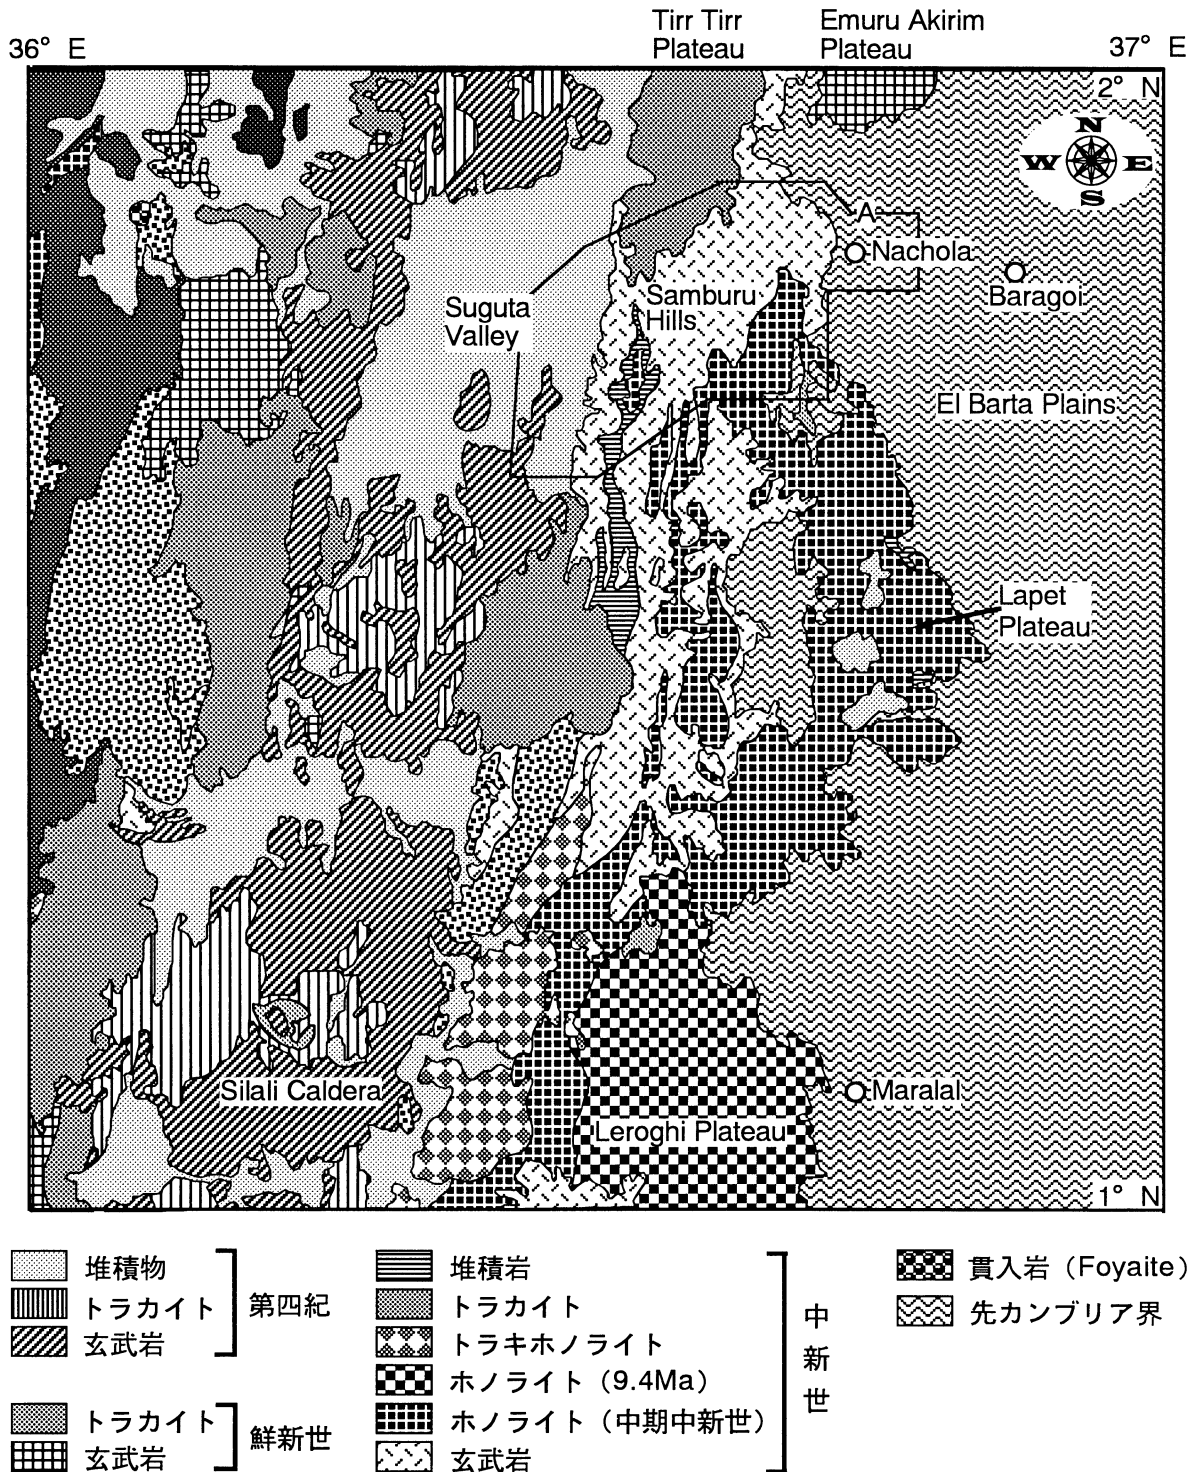 Tirr Tirr
Plateau
Emuru Akirim
Plateau
36° E
37° E
2° N
N
W E
S
A
Nachola
Baragoi
Suguta
Valley
Samburu
Hills
El Barta Plains
Lapet
Plateau
Silali Caldera
Maralal
Leroghi Plateau
1° N
堆積物
トラカイト
玄武岩
第四紀
トラカイト
玄武岩
鮮新世
堆積岩
トラカイト
トラキホノライト
ホノライト（9.4Ma）
ホノライト（中期中新世）
玄武岩
中新世
貫入岩（Foyaite）
先カンブリア界